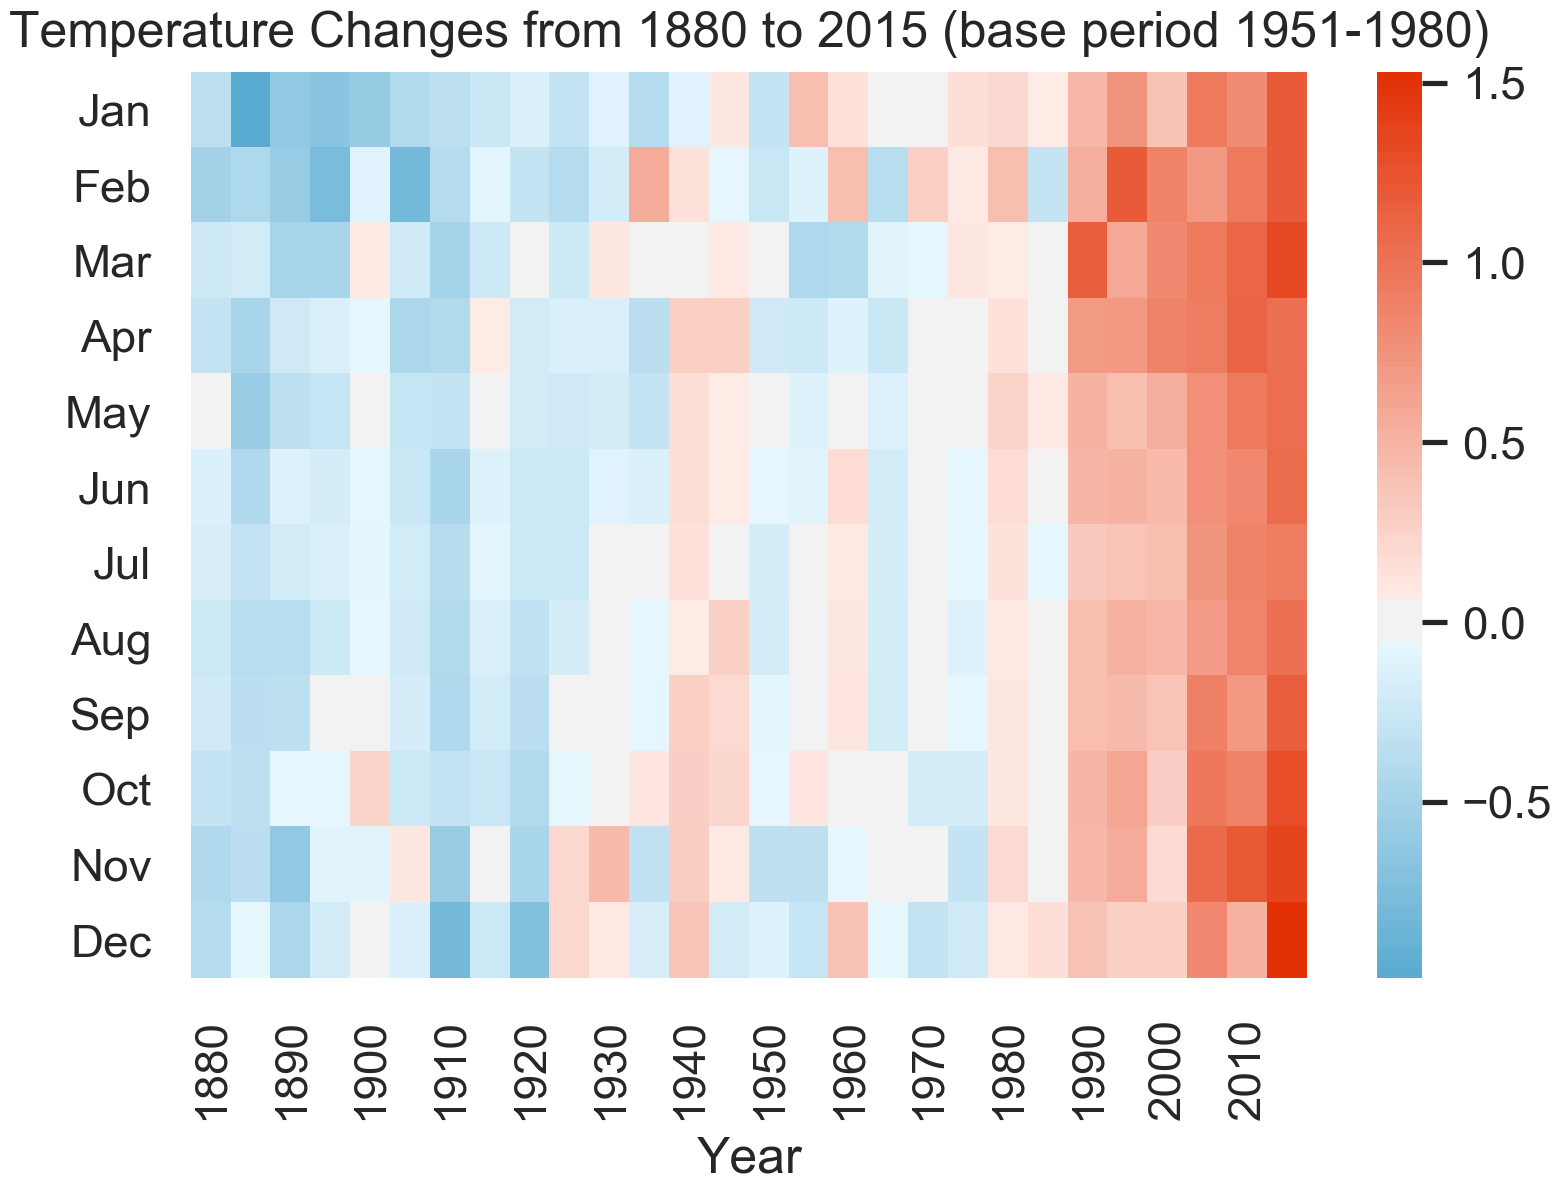 Temperature Changes from 1880 to 2015 (base period 1951-1980)
Jan
Feb
Mar
Apr
May
Jun
Jul
Aug
Sep
Oct
Nov
Dec
1880
1890
1900
1910
1920
1930
1940
1950
1960
1970
1980
1990
2000
2010
Year
1.5
1.0
0.5
0.0
−0.5